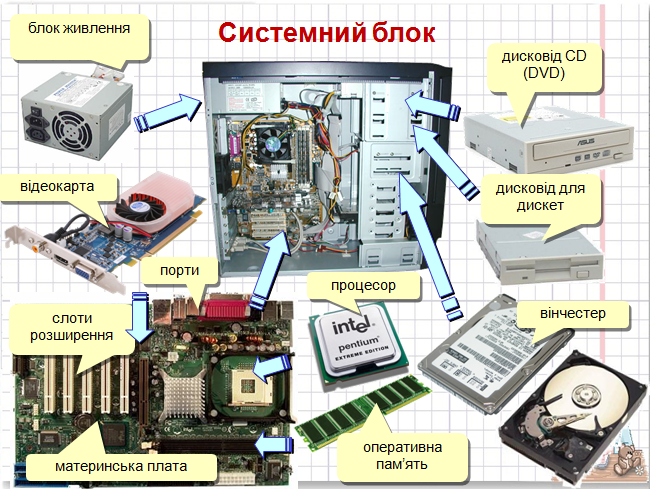 Системний блок
блок живлення
дисковід CD
(DVD)
ASUS
відеокарта
дисковід для
дискет
порти
процесор
слоти
розширення
intel
pentium
EXTREME EDITION
вінчестер
оперативна
пам'ять
материнська плата